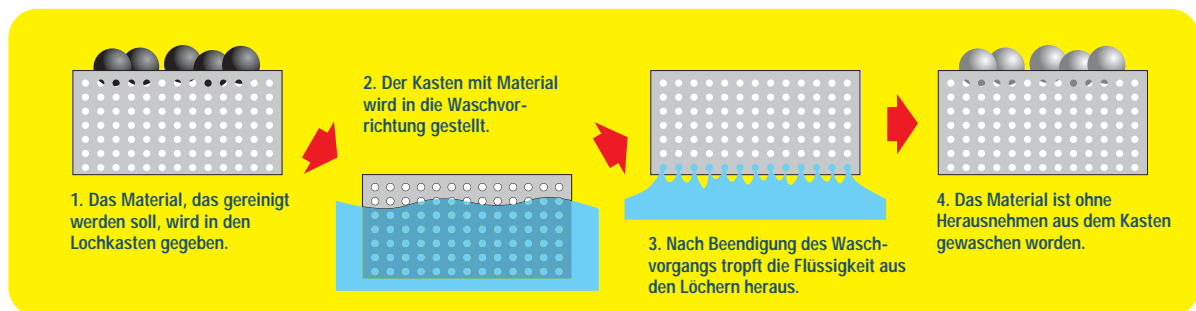 1. Das Material, das gereinigt
werden soll, wird in den
Lochkasten gegeben.
2. Der Kasten mit Material
wird in die Waschvor-
richtung gestellt.
3. Nach Beendigung des Wasch-
vorgangs tropft die Flüssigkeit aus
den Löchern heraus.
4. Das Material ist ohne
Herausnehmen aus dem Kasten
gewaschen worden.